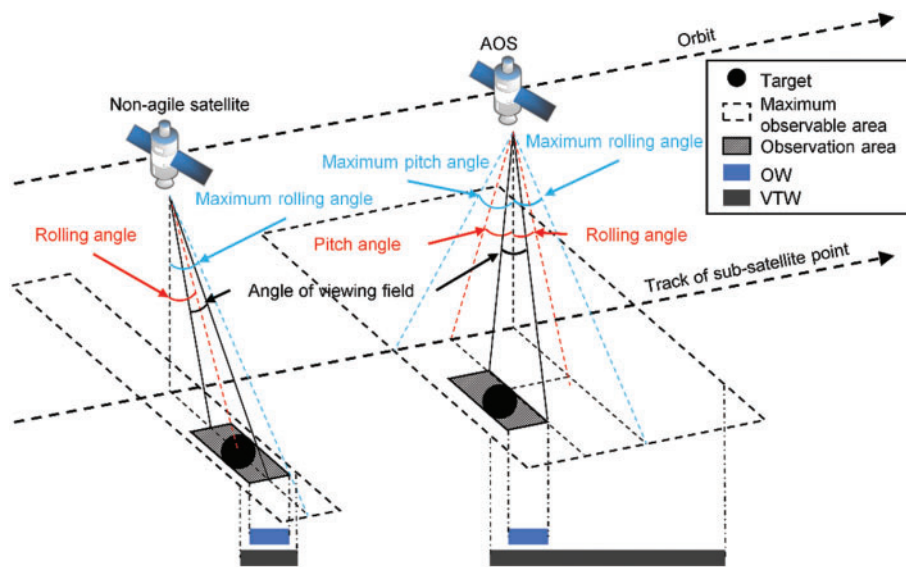 AOS
Orbit
Non-agile satellite
Target
Maximum
observable area
Observation area
OW
VTW
Maximum pitch angle
Maximum rolling angle
Maximum rolling angle
Rolling angle
Pitch angle
Rolling angle
Angle of viewing field
Track of sub-satellite point